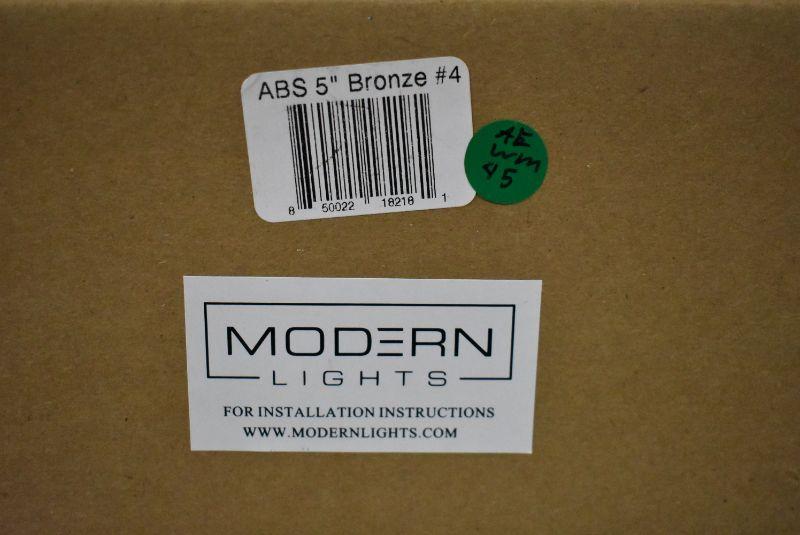 ABS 5" Bronze #4
8 50022 18218 1
AE
WM
45
MODERN
LIGHTS
FOR INSTALLATION INSTRUCTIONS
WWW.MODERNLIGHTS.COM